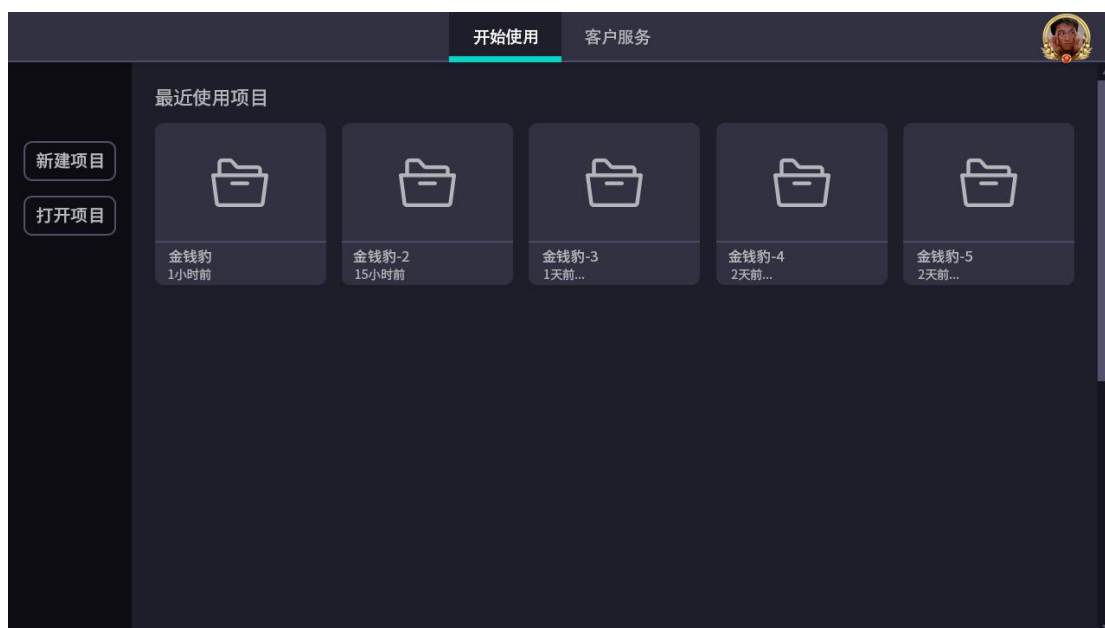 开始使用
客户服务
最近使用项目
新建项目
打开项目
金钱豹
1小时前
金钱豹-2
15小时前
金钱豹-3
1天前...
金钱豹-4
2天前...
金钱豹-5
2天前...